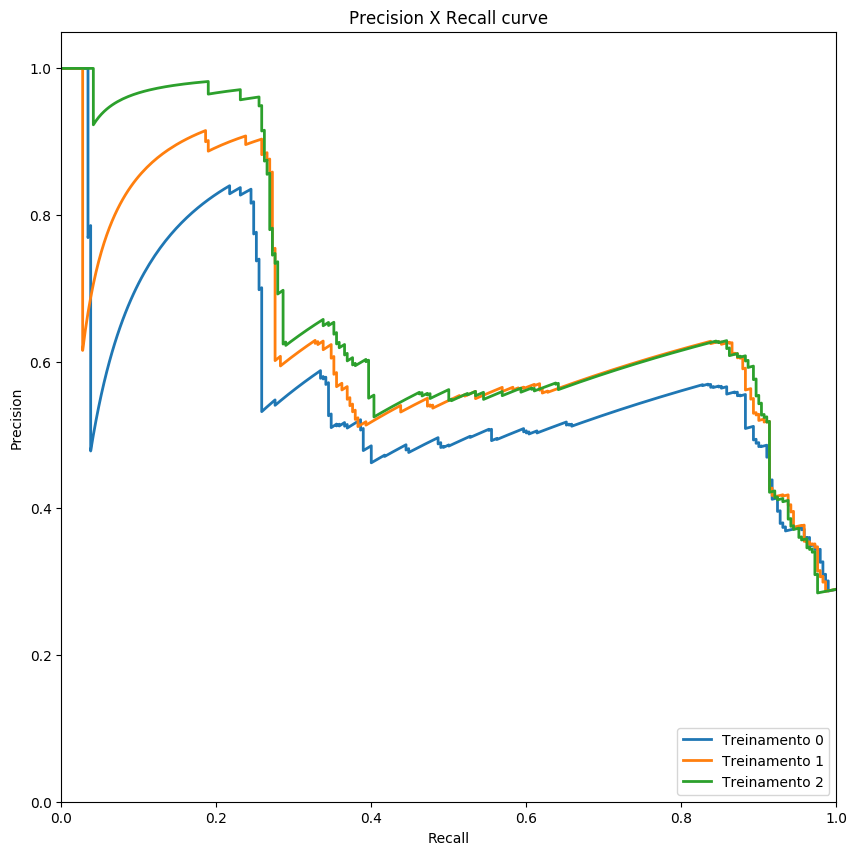 Precision X Recall curve
1.0
0.8
0.6
0.4
0.2
0.0
Precision
0.0 0.2 0.4 0.6 0.8 1.0
Recall
Treinamento 0
Treinamento 1
Treinamento 2